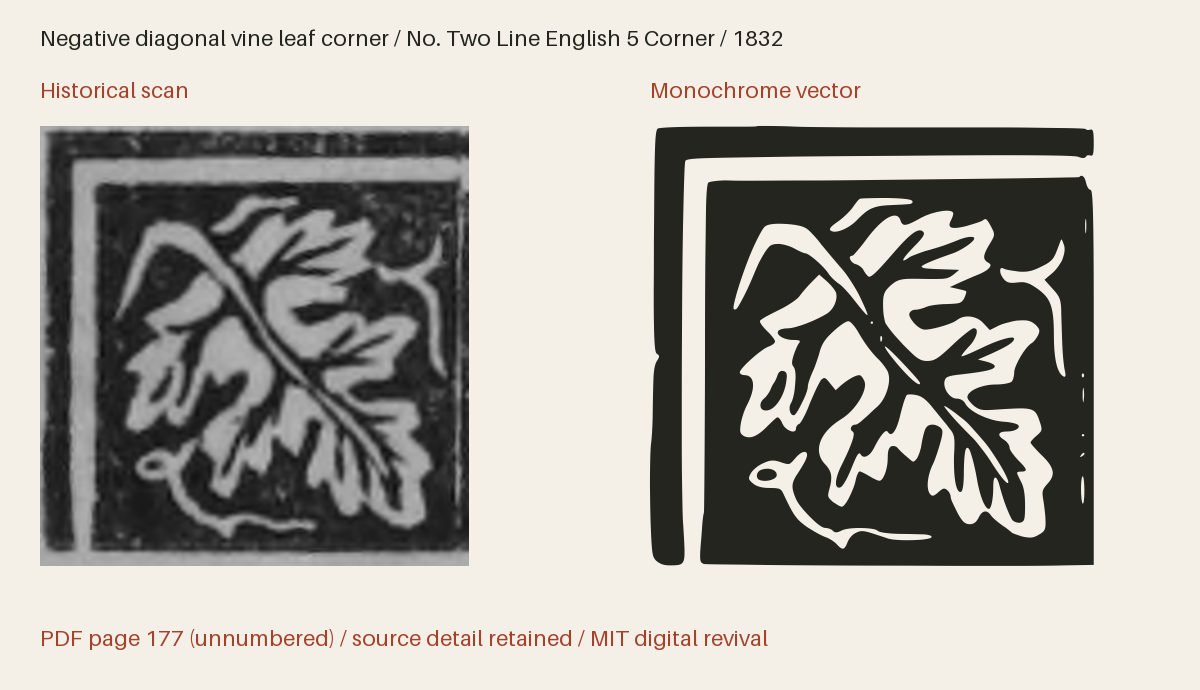 Negative diagonal vine leaf corner / No. Two Line English 5 Corner / 1832
Historical scan
Monochrome vector
PDF page 177 (unnumbered) / source detail retained / MIT digital revival